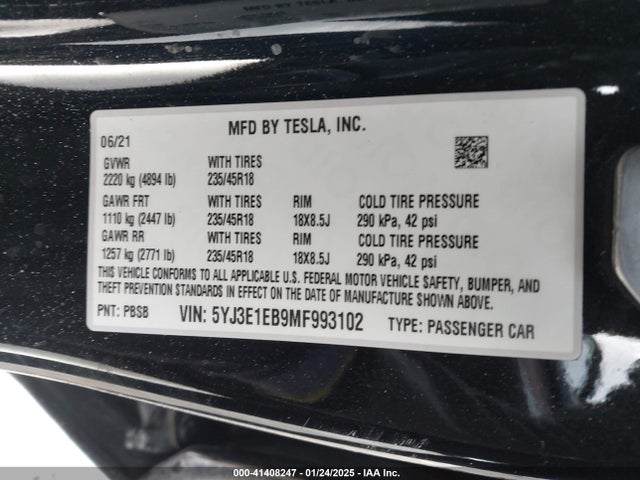 MFD BY TESLA, INC.
06/21
GVWR WITH TIRES
2220 kg (4894 lb) 235/45R18
GAWR FRT WITH TIRES RIM COLD TIRE PRESSURE
1110 kg (2447 lb) 235/45R18 18X8.5J 290 kPa, 42 psi
GAWR RR WITH TIRES RIM COLD TIRE PRESSURE
1257 kg (2771 lb) 235/45R18 18X8.5J 290 kPa, 42 psi
THIS VEHICLE CONFORMS TO ALL APPLICABLE U.S. FEDERAL MOTOR VEHICLE SAFETY, BUMPER, AND
THEFT PREVENTION STANDARDS IN EFFECT ON THE DATE OF MANUFACTURE SHOWN ABOVE.
PNT: PBSB VIN: 5YJ3E1EB9MF993102 TYPE: PASSENGER CAR
000-41408247 - 01/24/2025 - IAA Inc.